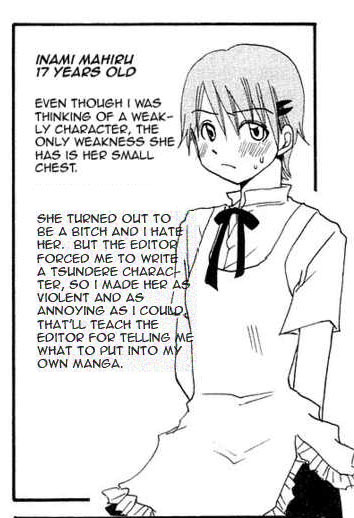 INAMI MAHIRU
17 YEARS OLD
EVEN THOUGH I WAS
THINKING OF A WEAK-
LY CHARACTER, THE
ONLY WEAKNESS SHE
HAS IS HER SMALL
CHEST.
SHE TURNED OUT TO
BE A BITCH AND I HATE
HER. BUT THE EDITOR
FORCED ME TO WRITE
A TSUNDERE CHARAC-
TER, SO I MADE HER AS
VIOLENT AND AS
ANNOYING AS I COULD.
THAT'LL TEACH THE
EDITOR FOR TELLING ME
WHAT TO PUT INTO MY
OWN MANGA.